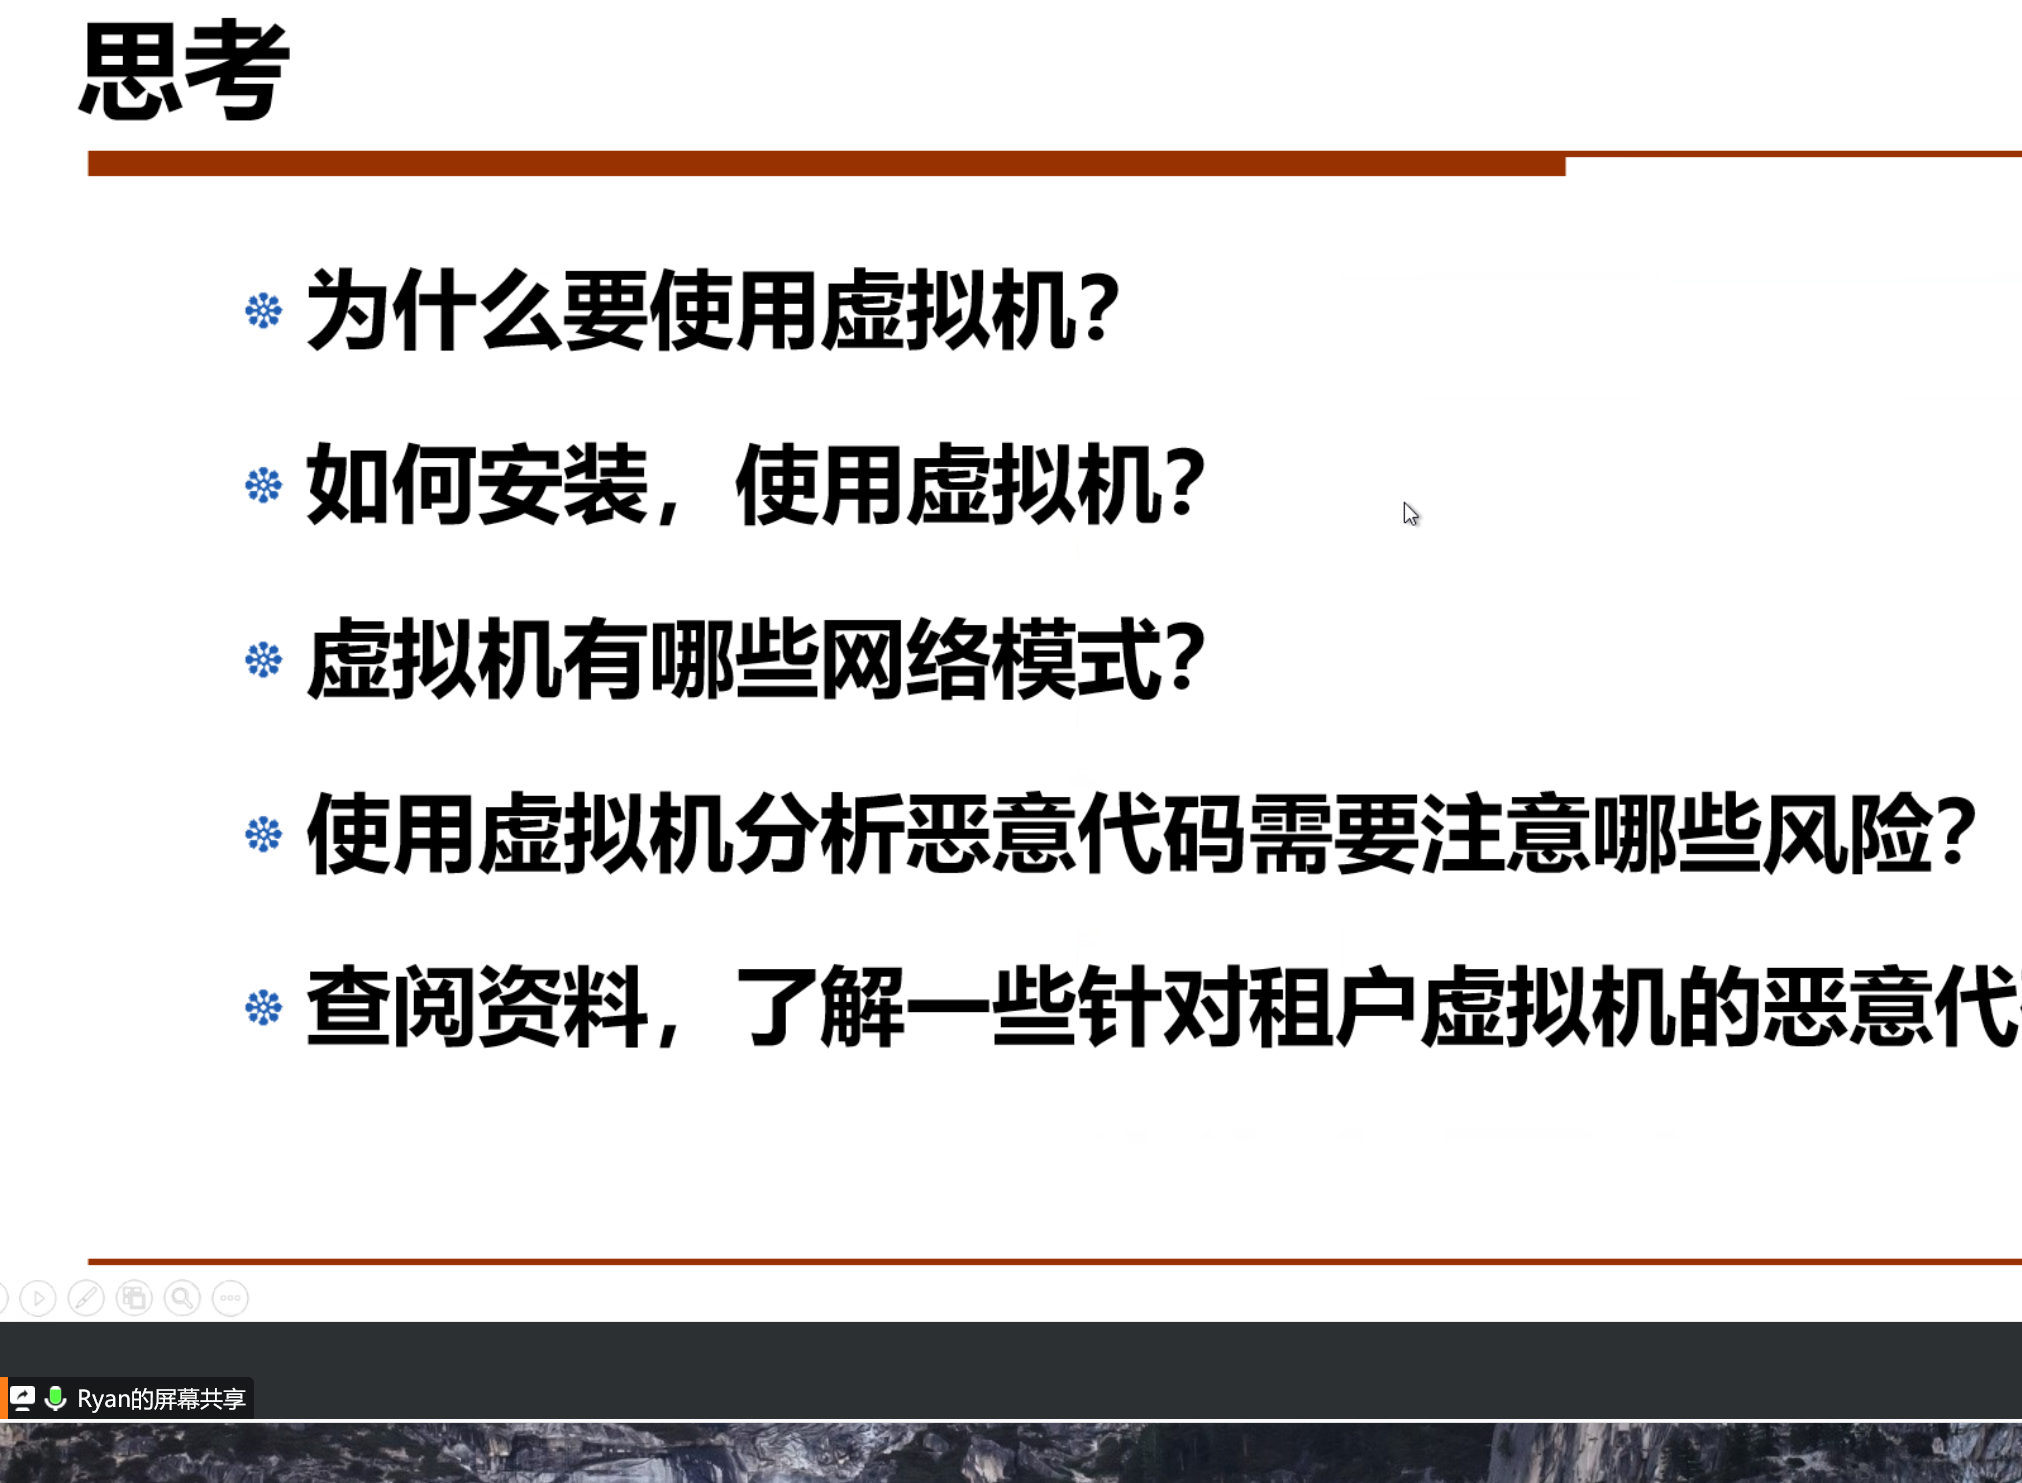 思考
为什么要使用虚拟机？
如何安装，使用虚拟机？
虚拟机有哪些网络模式？
使用虚拟机分析恶意代码需要注意哪些风险？
查阅资料，了解一些针对租户虚拟机的恶意代
Ryan的屏幕共享